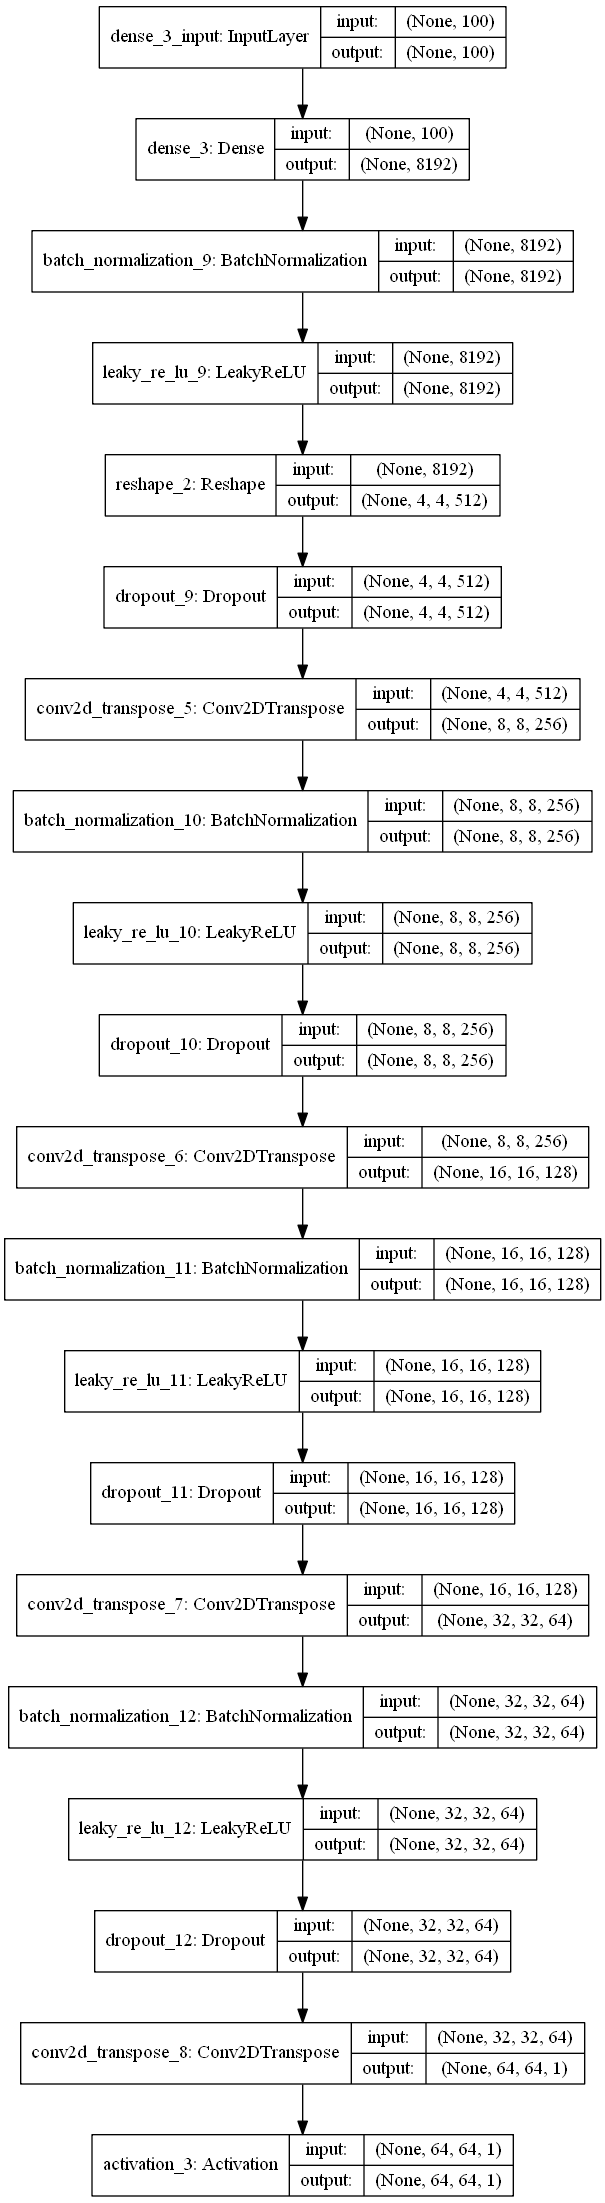 dense_3_input: InputLayer
input: (None, 100)
output: (None, 100)
dense_3: Dense
input: (None, 100)
output: (None, 8192)
batch_normalization_9: BatchNormalization
input: (None, 8192)
output: (None, 8192)
leaky_re_lu_9: LeakyReLU
input: (None, 8192)
output: (None, 8192)
reshape_2: Reshape
input: (None, 8192)
output: (None, 4, 4, 512)
dropout_9: Dropout
input: (None, 4, 4, 512)
output: (None, 4, 4, 512)
conv2d_transpose_5: Conv2DTranspose
input: (None, 4, 4, 512)
output: (None, 8, 8, 256)
batch_normalization_10: BatchNormalization
input: (None, 8, 8, 256)
output: (None, 8, 8, 256)
leaky_re_lu_10: LeakyReLU
input: (None, 8, 8, 256)
output: (None, 8, 8, 256)
dropout_10: Dropout
input: (None, 8, 8, 256)
output: (None, 8, 8, 256)
conv2d_transpose_6: Conv2DTranspose
input: (None, 8, 8, 256)
output: (None, 16, 16, 128)
batch_normalization_11: BatchNormalization
input: (None, 16, 16, 128)
output: (None, 16, 16, 128)
leaky_re_lu_11: LeakyReLU
input: (None, 16, 16, 128)
output: (None, 16, 16, 128)
dropout_11: Dropout
input: (None, 16, 16, 128)
output: (None, 16, 16, 128)
conv2d_transpose_7: Conv2DTranspose
input: (None, 16, 16, 128)
output: (None, 32, 32, 64)
batch_normalization_12: BatchNormalization
input: (None, 32, 32, 64)
output: (None, 32, 32, 64)
leaky_re_lu_12: LeakyReLU
input: (None, 32, 32, 64)
output: (None, 32, 32, 64)
dropout_12: Dropout
input: (None, 32, 32, 64)
output: (None, 32, 32, 64)
conv2d_transpose_8: Conv2DTranspose
input: (None, 32, 32, 64)
output: (None, 64, 64, 1)
activation_3: Activation
input: (None, 64, 64, 1)
output: (None, 64, 64, 1)